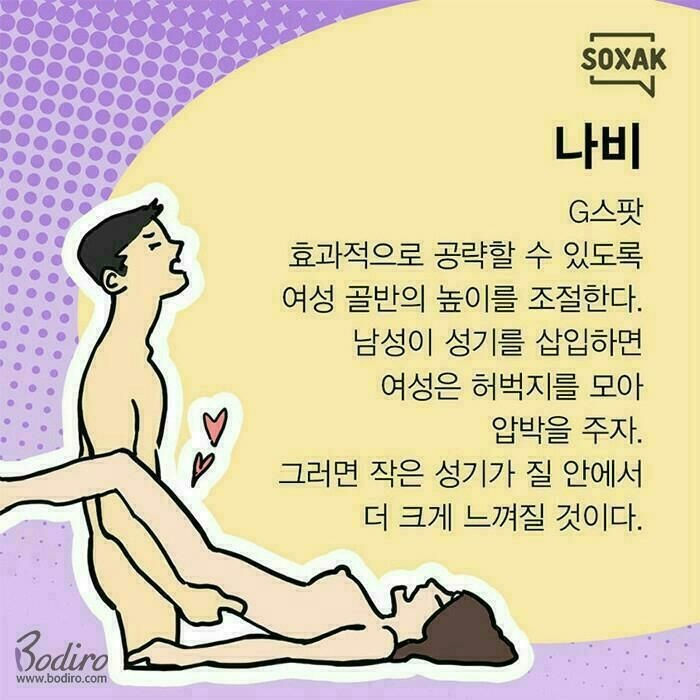 SOXAK
나비
G스팟
효과적으로 공략할 수 있도록
여성 골반의 높이를 조절한다.
남성이 성기를 삽입하면
여성은 허벅지를 모아
압박을 주자.
그러면 작은 성기가 질 안에서
더 크게 느껴질 것이다.
Bodiro
www.bodiro.com